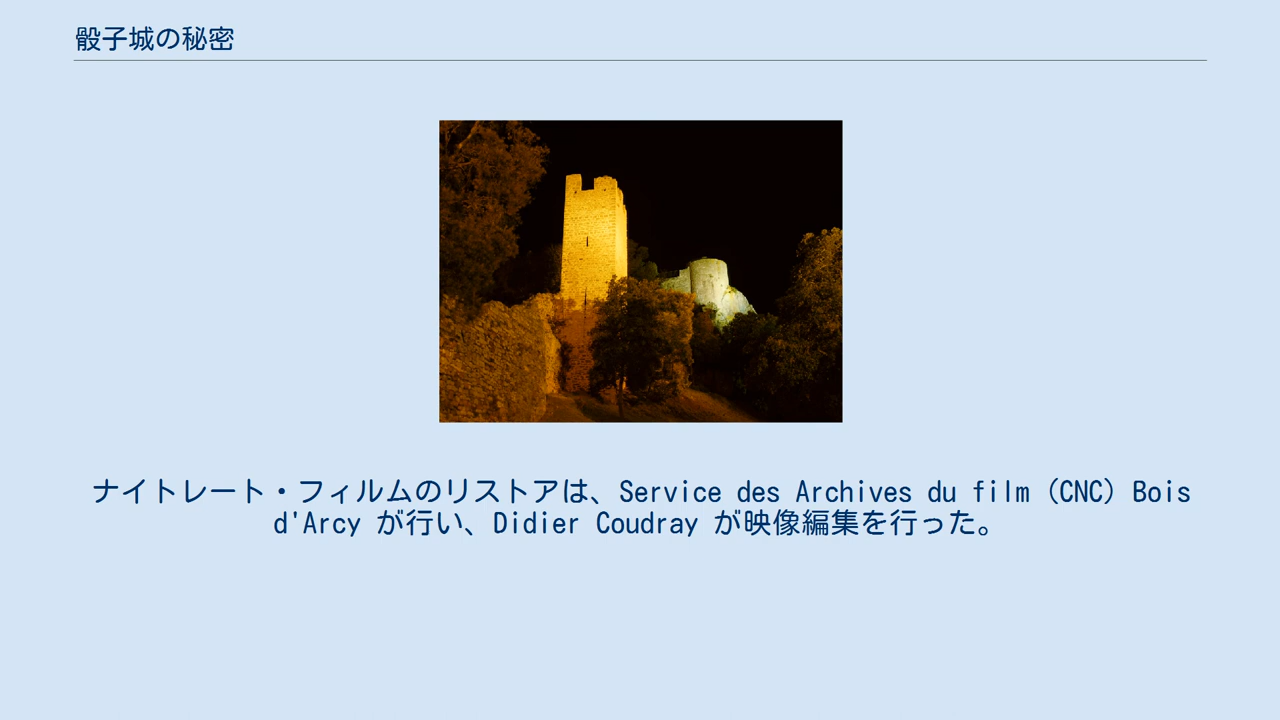 骰子城の秘密
ナイトレート・フィルムのリストアは、Service des Archives du film (CNC) Bois
d'Arcy が行い、Didier Coudray が映像編集を行った。